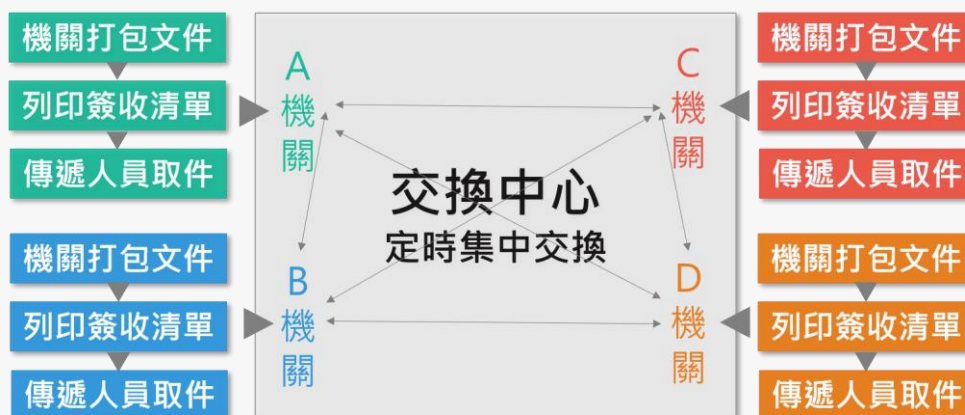 機關打包文件
列印簽收清單
傳遞人員取件
A機關
C機關
機關打包文件
列印簽收清單
傳遞人員取件
交換中心
定時集中交換
機關打包文件
列印簽收清單
傳遞人員取件
B機關
D機關
機關打包文件
列印簽收清單
傳遞人員取件